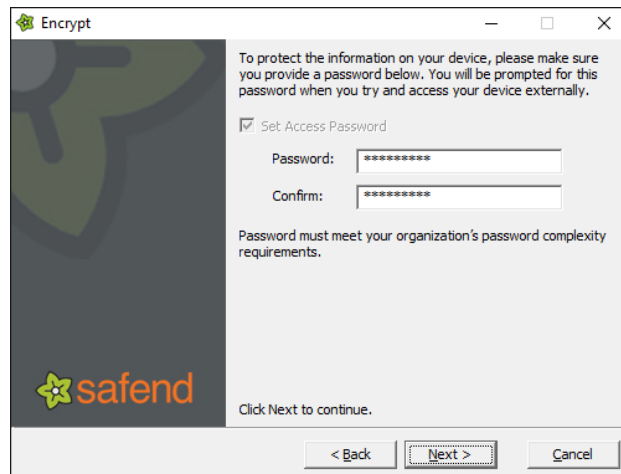 Encrypt
To protect the information on your device, please make sure
you provide a password below. You will be prompted for this
password when you try and access your device externally.
Set Access Password
Password: *********
Confirm: *********
Password must meet your organization's password complexity
requirements.
safend
Click Next to continue.
< Back Next > Cancel